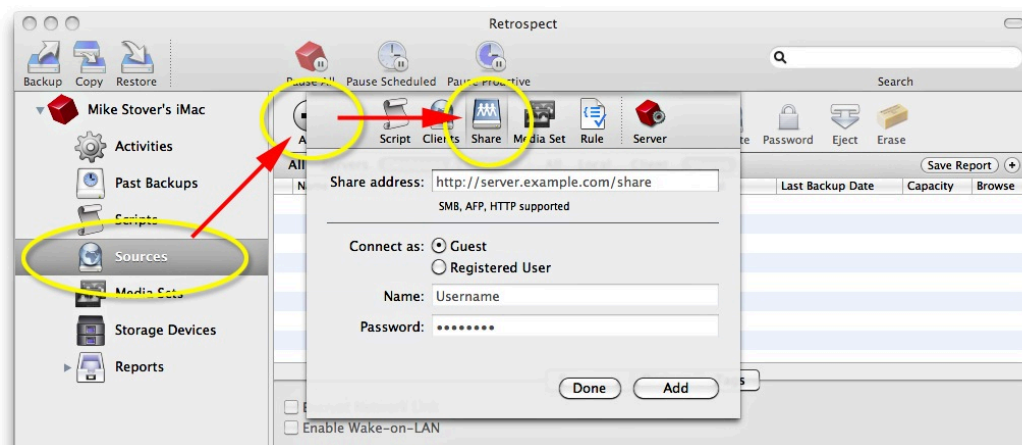 Retrospect
Backup Copy Restore
Pause All Pause Scheduled Pause Proactive
Search
Mike Stover's iMac
Activities
Past Backups
Scripts
Sources
Media Sets
Storage Devices
Reports
Script Clients Share Media Set Rule Server
Password Eject Erase
All
Save Report
Last Backup Date Capacity Browse
Share address: http://server.example.com/share
SMB, AFP, HTTP supported
Connect as: Guest
Registered User
Name: Username
Password: ••••••••
Done Add
Enable Wake-on-LAN